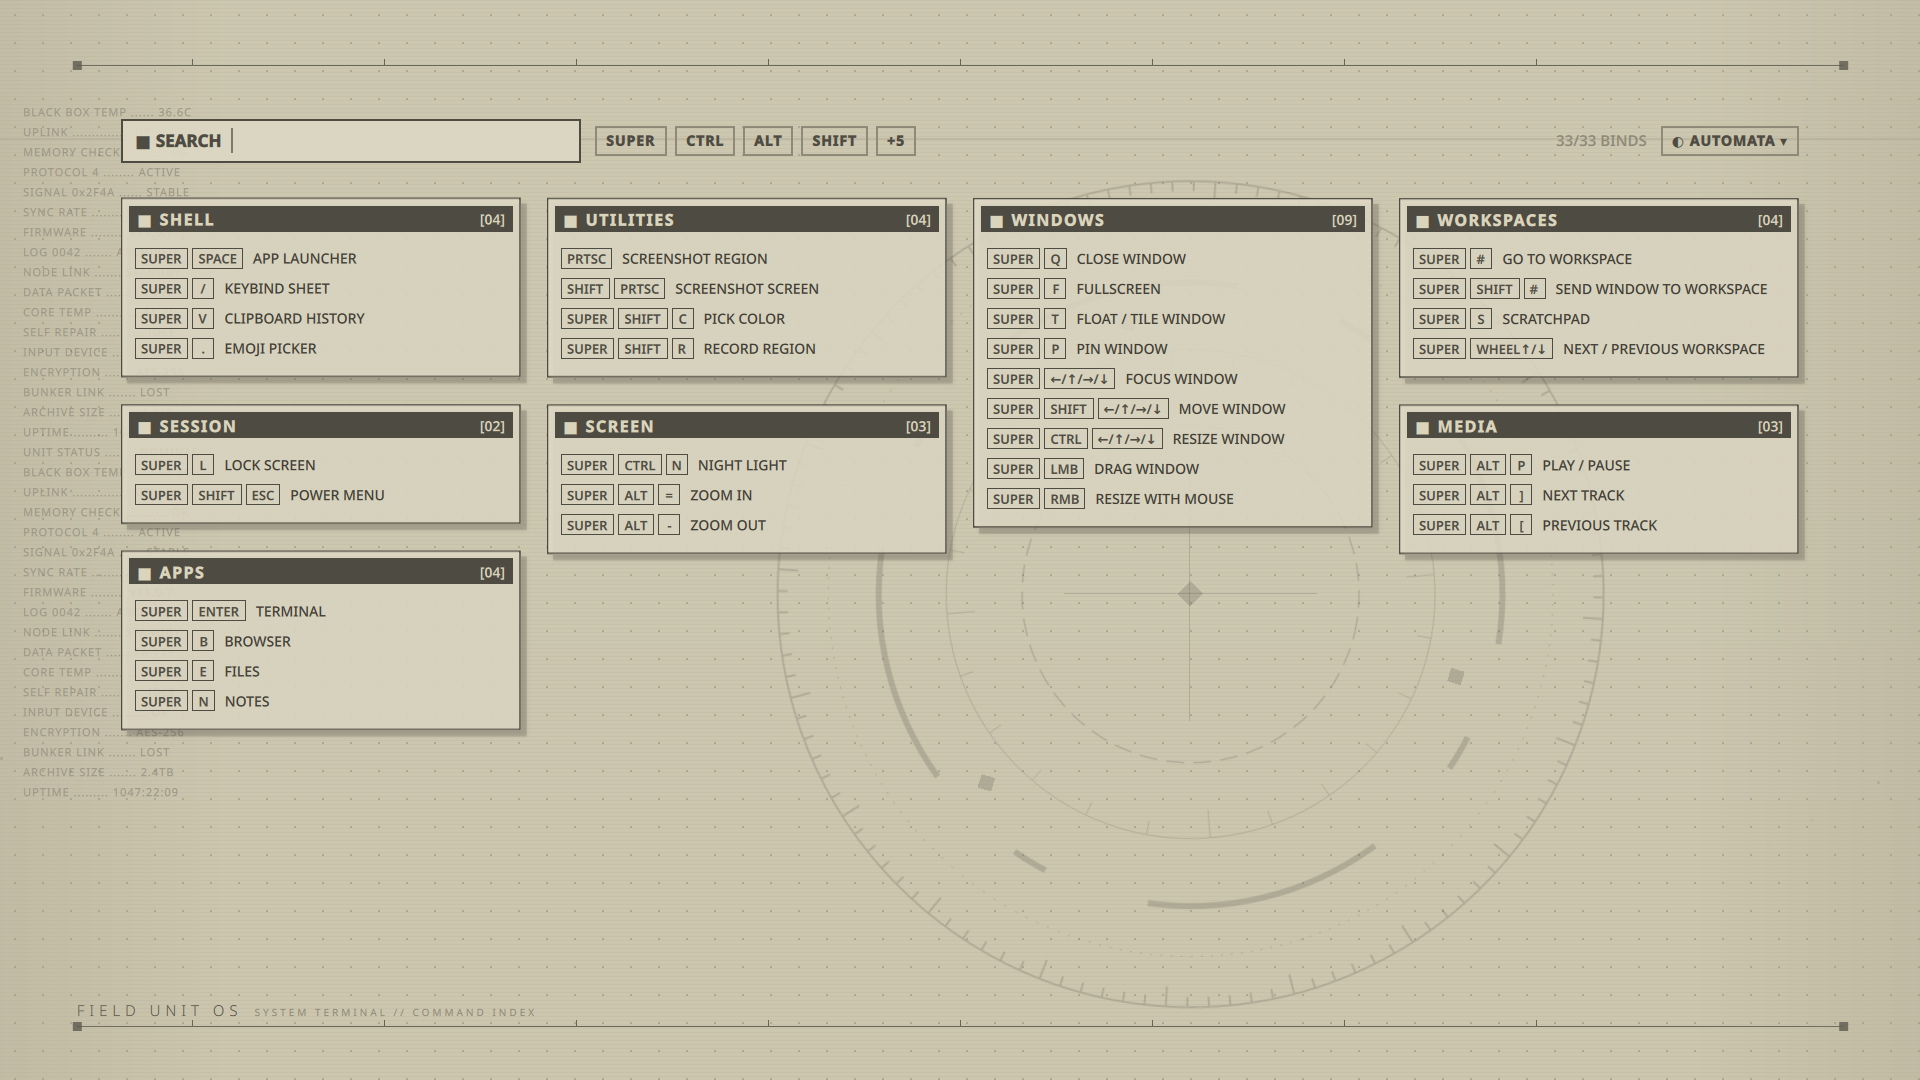 BLACK BOX TEMP ...... 36.6C
UPLINK ............
MEMORY CHECK
PROTOCOL 4 ........ ACTIVE
SIGNAL 0x2F4A ...... STABLE
SYNC RATE
FIRMWARE
LOG 0042
NODE LINK
DATA PACKET
CORE TEMP
SELF REPAIR
INPUT DEVICE
ENCRYPTION
BUNKER LINK ....... LOST
ARCHIVE SIZE
UPTIME
UNIT STATUS
BLACK BOX TEMP
UPLINK
MEMORY CHECK
PROTOCOL 4 ........ ACTIVE
SIGNAL 0x2F4A ...... STABLE
SYNC RATE
FIRMWARE
LOG 0042
NODE LINK
DATA PACKET
CORE TEMP
SELF REPAIR
INPUT DEVICE
ENCRYPTION ....... AES-256
BUNKER LINK ....... LOST
ARCHIVE SIZE ....... 2.4TB
UPTIME ......... 1047:22:09
■ SEARCH
SUPER CTRL ALT SHIFT +5
33/33 BINDS
◐ AUTOMATA ▾
■ SHELL [04]
SUPER SPACE APP LAUNCHER
SUPER / KEYBIND SHEET
SUPER V CLIPBOARD HISTORY
SUPER . EMOJI PICKER
■ SESSION [02]
SUPER L LOCK SCREEN
SUPER SHIFT ESC POWER MENU
■ APPS [04]
SUPER ENTER TERMINAL
SUPER B BROWSER
SUPER E FILES
SUPER N NOTES
■ UTILITIES [04]
PRTSC SCREENSHOT REGION
SHIFT PRTSC SCREENSHOT SCREEN
SUPER SHIFT C PICK COLOR
SUPER SHIFT R RECORD REGION
■ SCREEN [03]
SUPER CTRL N NIGHT LIGHT
SUPER ALT = ZOOM IN
SUPER ALT - ZOOM OUT
■ WINDOWS [09]
SUPER Q CLOSE WINDOW
SUPER F FULLSCREEN
SUPER T FLOAT / TILE WINDOW
SUPER P PIN WINDOW
SUPER ←/↑/→/↓ FOCUS WINDOW
SUPER SHIFT ←/↑/→/↓ MOVE WINDOW
SUPER CTRL ←/↑/→/↓ RESIZE WINDOW
SUPER LMB DRAG WINDOW
SUPER RMB RESIZE WITH MOUSE
■ WORKSPACES [04]
SUPER # GO TO WORKSPACE
SUPER SHIFT # SEND WINDOW TO WORKSPACE
SUPER S SCRATCHPAD
SUPER WHEEL↑/↓ NEXT / PREVIOUS WORKSPACE
■ MEDIA [03]
SUPER ALT P PLAY / PAUSE
SUPER ALT ] NEXT TRACK
SUPER ALT [ PREVIOUS TRACK
FIELD UNIT OS SYSTEM TERMINAL // COMMAND INDEX